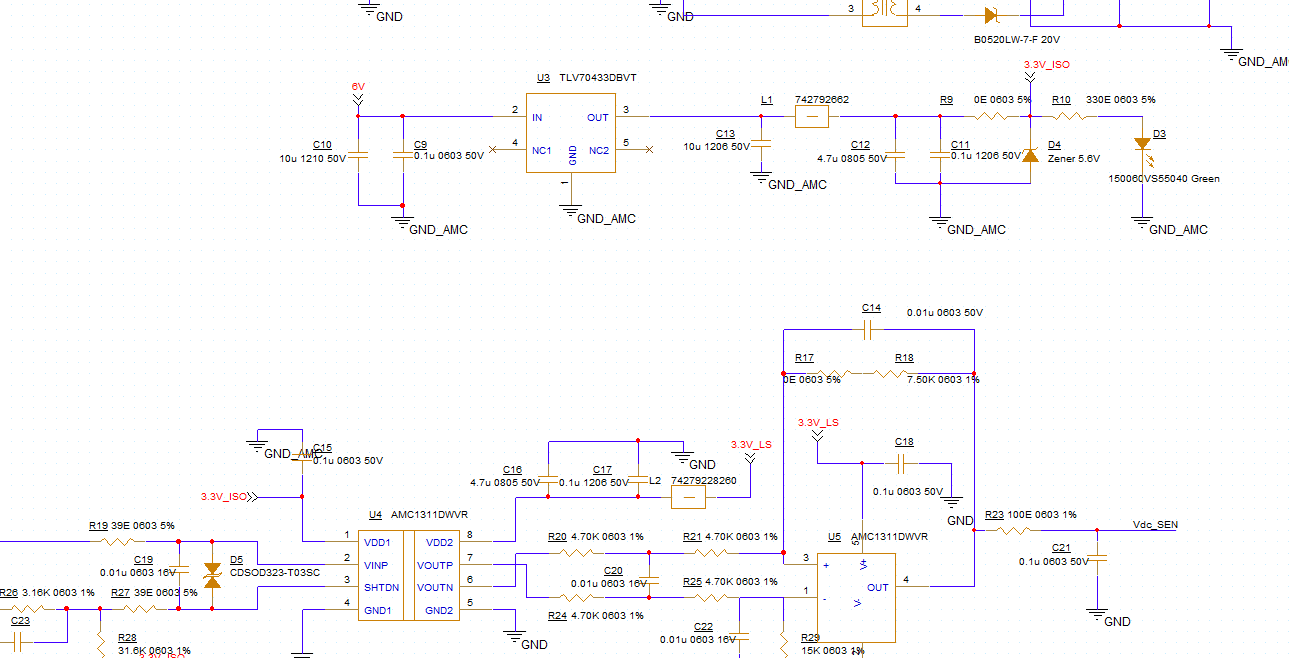 GND
GND
3
4
B0520LW-7-F 20V
GND_AM
3.3V_ISO
6V
U3 TLV70433DBVT
L1 742792662
R9 0E 0603 5%
R10 330E 0603 5%
2 IN
OUT 3
C13
10u 1206 50V
D3
C10
10u 1210 50V
C9
0.1u 0603 50V
4 NC1
NC2 5
GND
1
C12
4.7u 0805 50V
C11
0.1u 1206 50V
D4
Zener 5.6V
150060VS55040 Green
GND_AMC
GND_AMC
GND_AMC
GND_AMC
GND_AMC
C14
0.01u 0603 50V
R17
0E 0603 5%
R18
7.50K 0603 1%
3.3V_LS
3.3V_LS
C18
0.1u 0603 50V
GND
GND_AMC
C15
0.1u 0603 50V
3.3V_ISO
C16
4.7u 0805 50V
C17
0.1u 1206 50V
GND
L2
74279228260
U4 AMC1311DWVR
R19 39E 0603 5%
C19
0.01u 0603 16V
D5
CDSOD323-T03SC
1 VDD1
2 VINP
3 SHTDN
4 GND1
VDD2 8
VOUTP 7
VOUTN 6
GND2 5
GND
R20 4.70K 0603 1%
R21 4.70K 0603 1%
C20
0.01u 0603 16V
R24 4.70K 0603 1%
R25 4.70K 0603 1%
U5 AMC1311DWVR
3 +
1 -
5
V+
V-
2
OUT 4
R23 100E 0603 1%
Vdc_SEN
C21
0.1u 0603 50V
GND
R26 3.16K 0603 1%
R27 39E 0603 5%
C23
R28
31.6K 0603 1%
3.3V_ISO
C22
0.01u 0603 16V
R29
15K 0603 1%